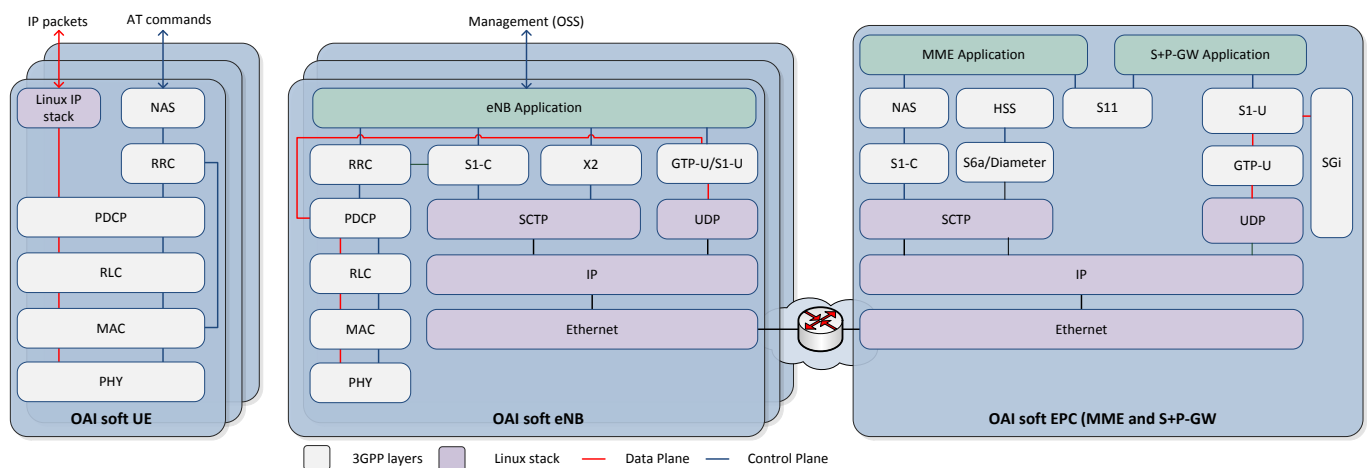 IP packets
AT commands
Linux IP
stack
NAS
RRC
PDCP
RLC
MAC
PHY
OAI soft UE
Management (OSS)
eNB Application
RRC
S1-C
X2
GTP-U/S1-U
PDCP
SCTP
UDP
RLC
IP
MAC
Ethernet
PHY
OAI soft eNB
MME Application
S+P-GW Application
NAS
HSS
S11
S1-U
S1-C
S6a/Diameter
GTP-U
SGi
SCTP
UDP
IP
Ethernet
OAI soft EPC (MME and S+P-GW
3GPP layers
Linux stack
Data Plane
Control Plane